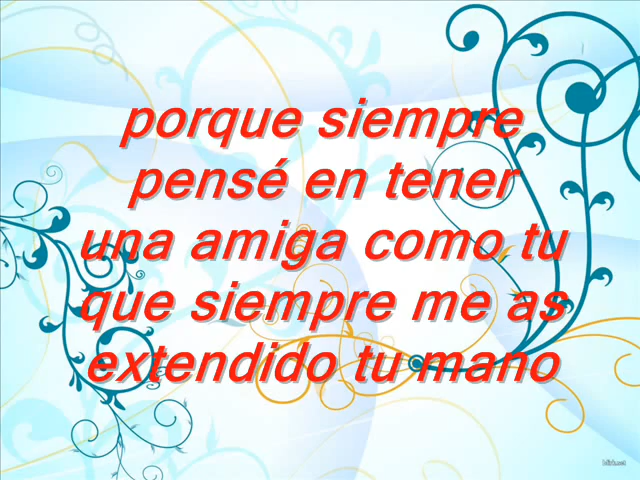 porque siempre
pensé en tener
una amiga como tu
que siempre me as
extendido tu mano